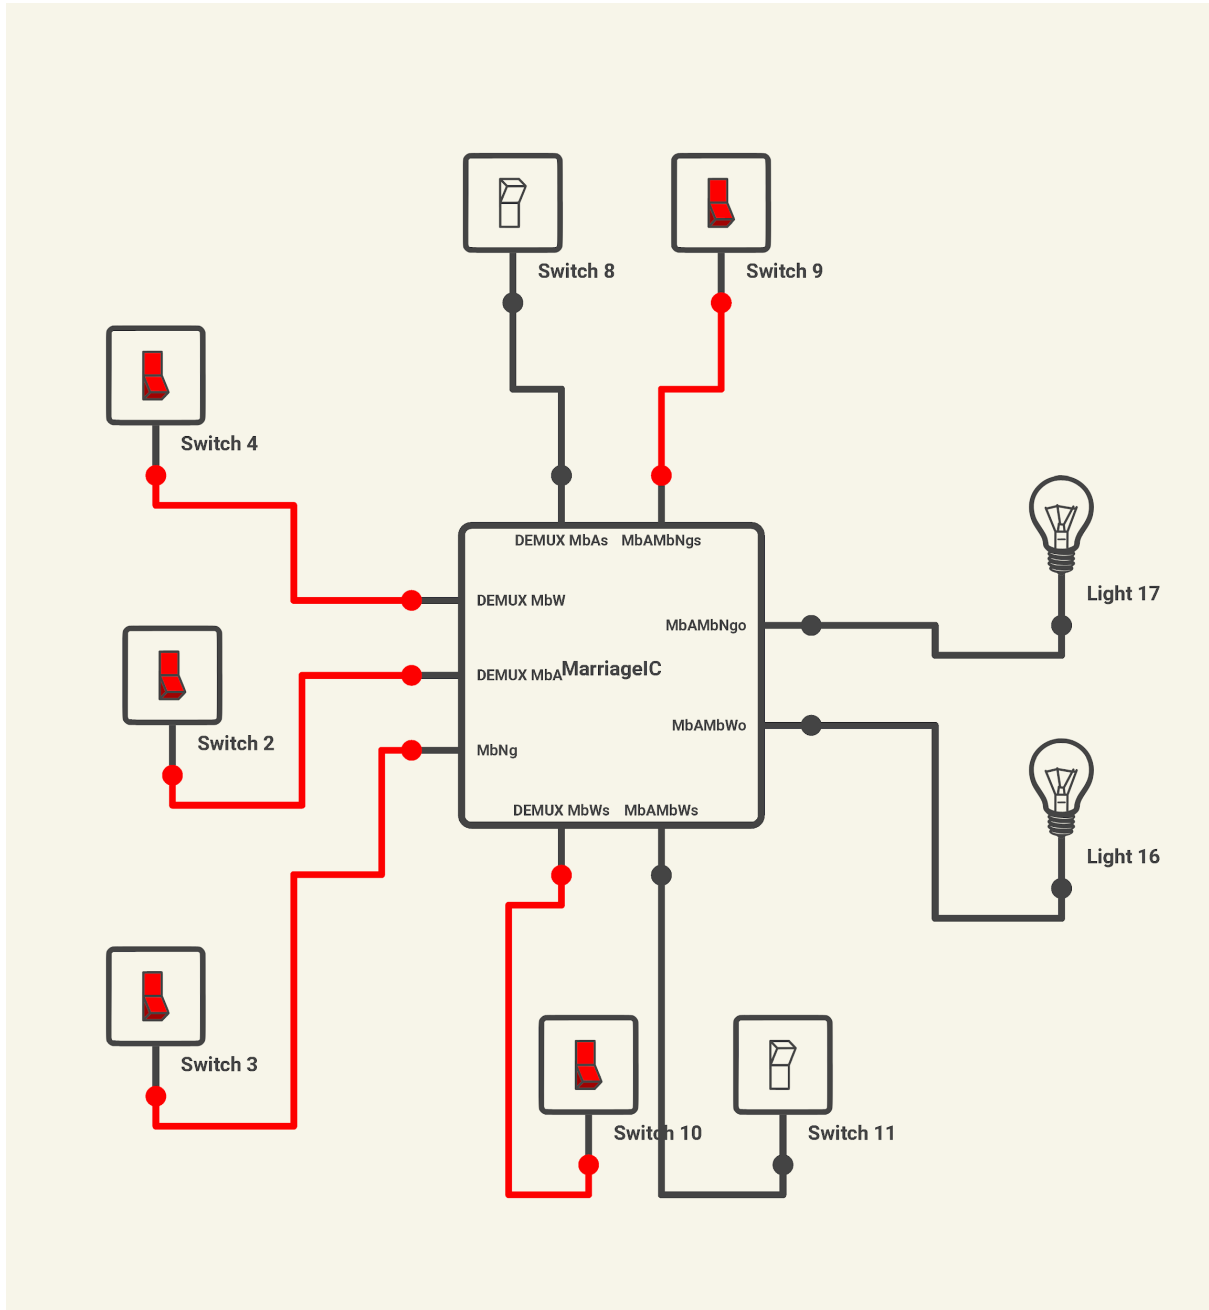 Switch 8
Switch 9
Switch 4
DEMUX MbAs
MbAMbNgs
DEMUX MbW
Light 17
MbAMbNgo
DEMUX MbA
MarriageIC
MbAMbWo
Switch 2
MbNg
DEMUX MbWs
MbAMbWs
Light 16
Switch 3
Switch 10
Switch 11